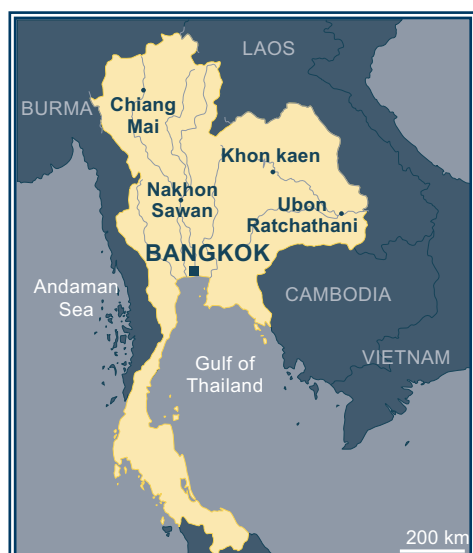 LAOS
BURMA
Chiang
Mai
Khon kaen
Nakhon
Sawan
Ubon
Ratchathani
BANGKOK
Andaman
Sea
CAMBODIA
VIETNAM
Gulf of
Thailand
200 km